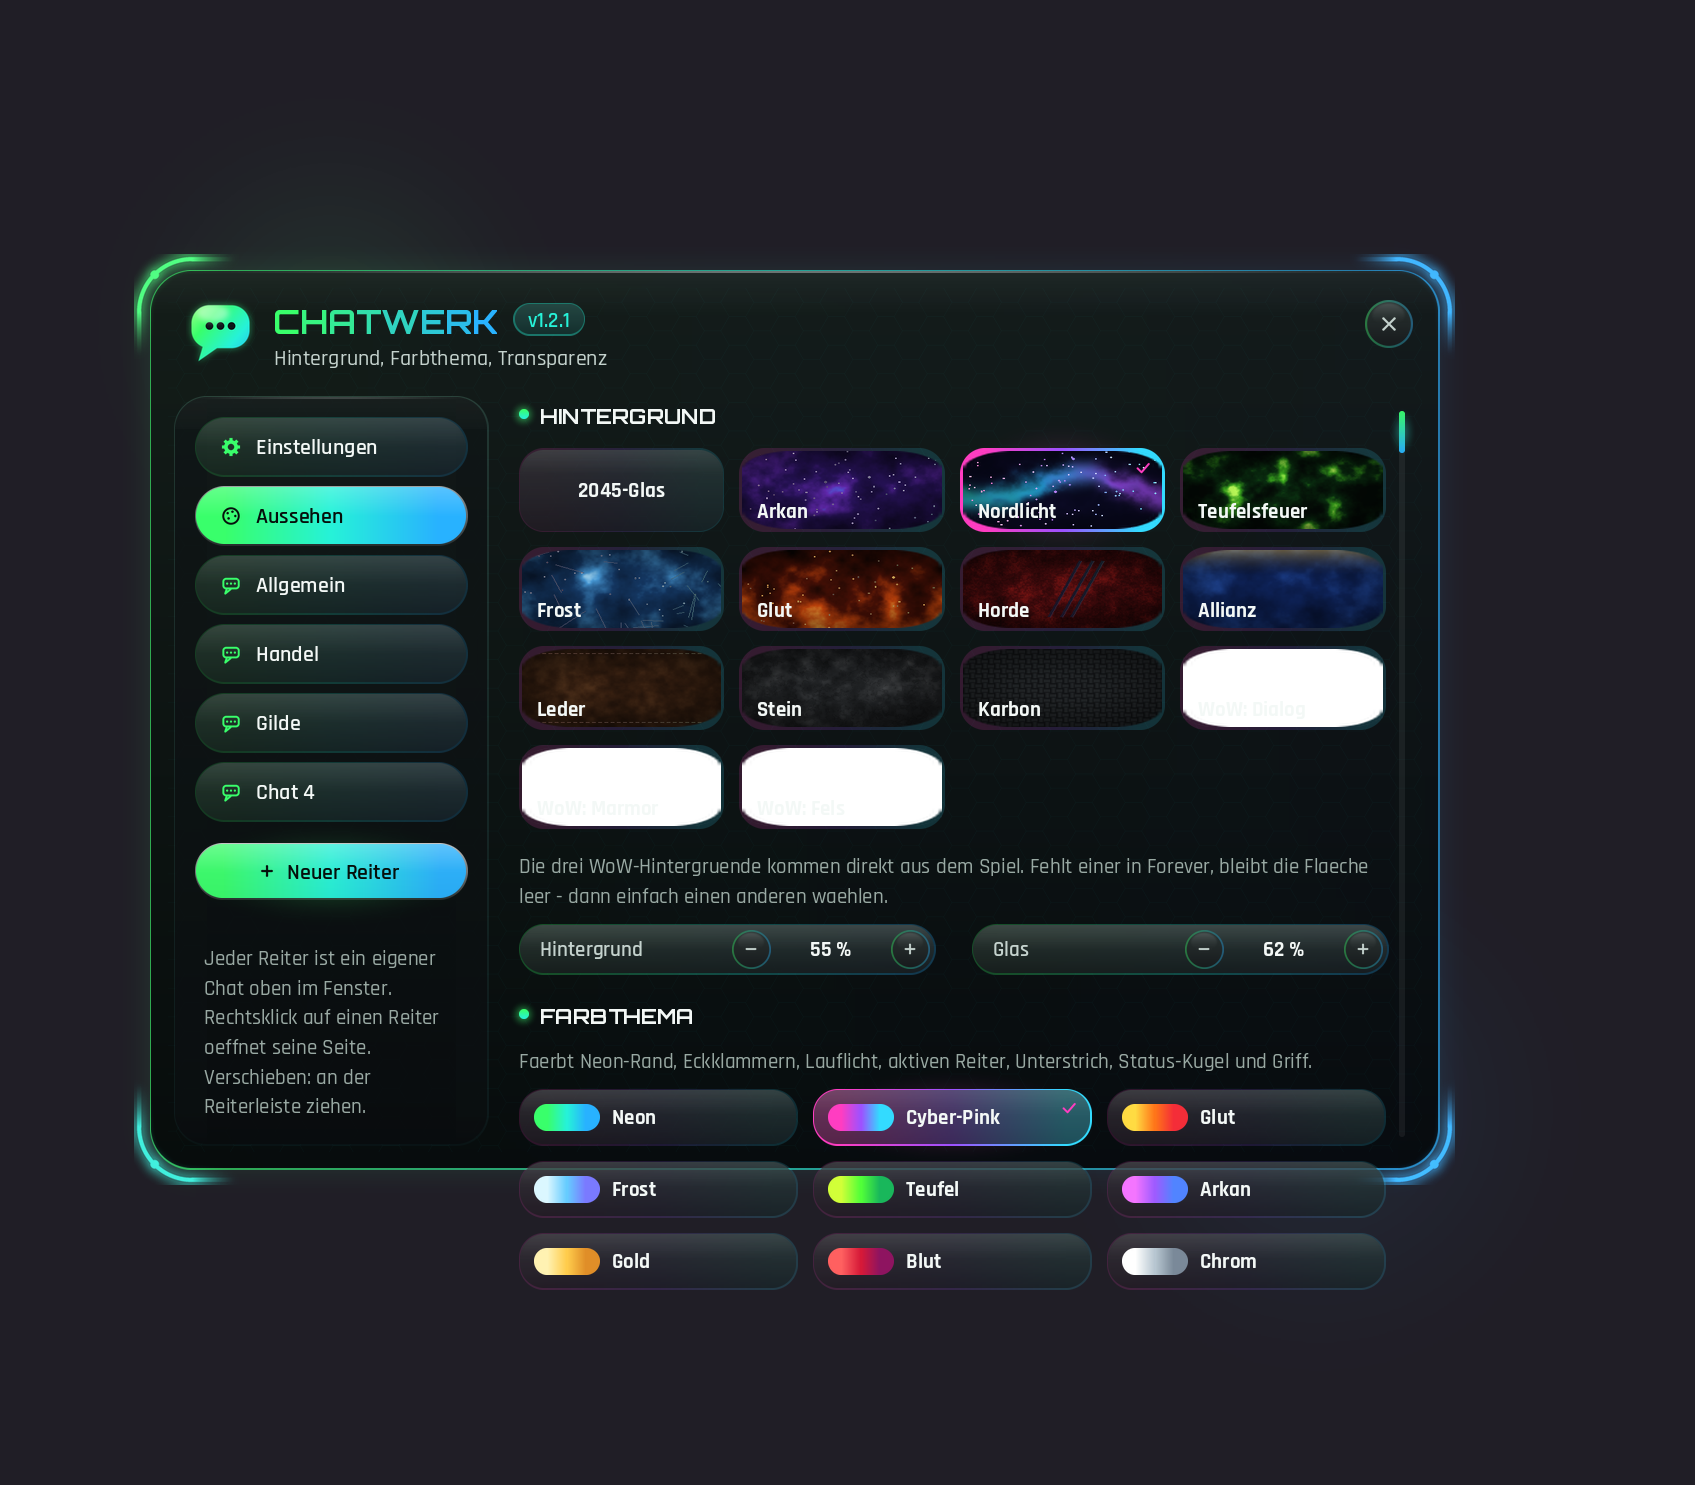 CHATWERK v1.2.1
Hintergrund, Farbthema, Transparenz
Einstellungen
Aussehen
Allgemein
Handel
Gilde
Chat 4
+ Neuer Reiter
Jeder Reiter ist ein eigener
Chat oben im Fenster.
Rechtsklick auf einen Reiter
oeffnet seine Seite.
Verschieben: an der
Reiterleiste ziehen.
HINTERGRUND
2045-Glas
Arkan
Nordlicht
Teufelsfeuer
Frost
Glut
Horde
Allianz
Leder
Stein
Karbon
WoW: Dialog
WoW: Marmor
WoW: Fels
Die drei WoW-Hintergruende kommen direkt aus dem Spiel. Fehlt einer in Forever, bleibt die Flaeche
leer - dann einfach einen anderen waehlen.
Hintergrund − 55 % +
Glas − 62 % +
FARBTHEMA
Faerbt Neon-Rand, Eckklammern, Lauflicht, aktiven Reiter, Unterstrich, Status-Kugel und Griff.
Neon
Cyber-Pink
Glut
Frost
Teufel
Arkan
Gold
Blut
Chrom